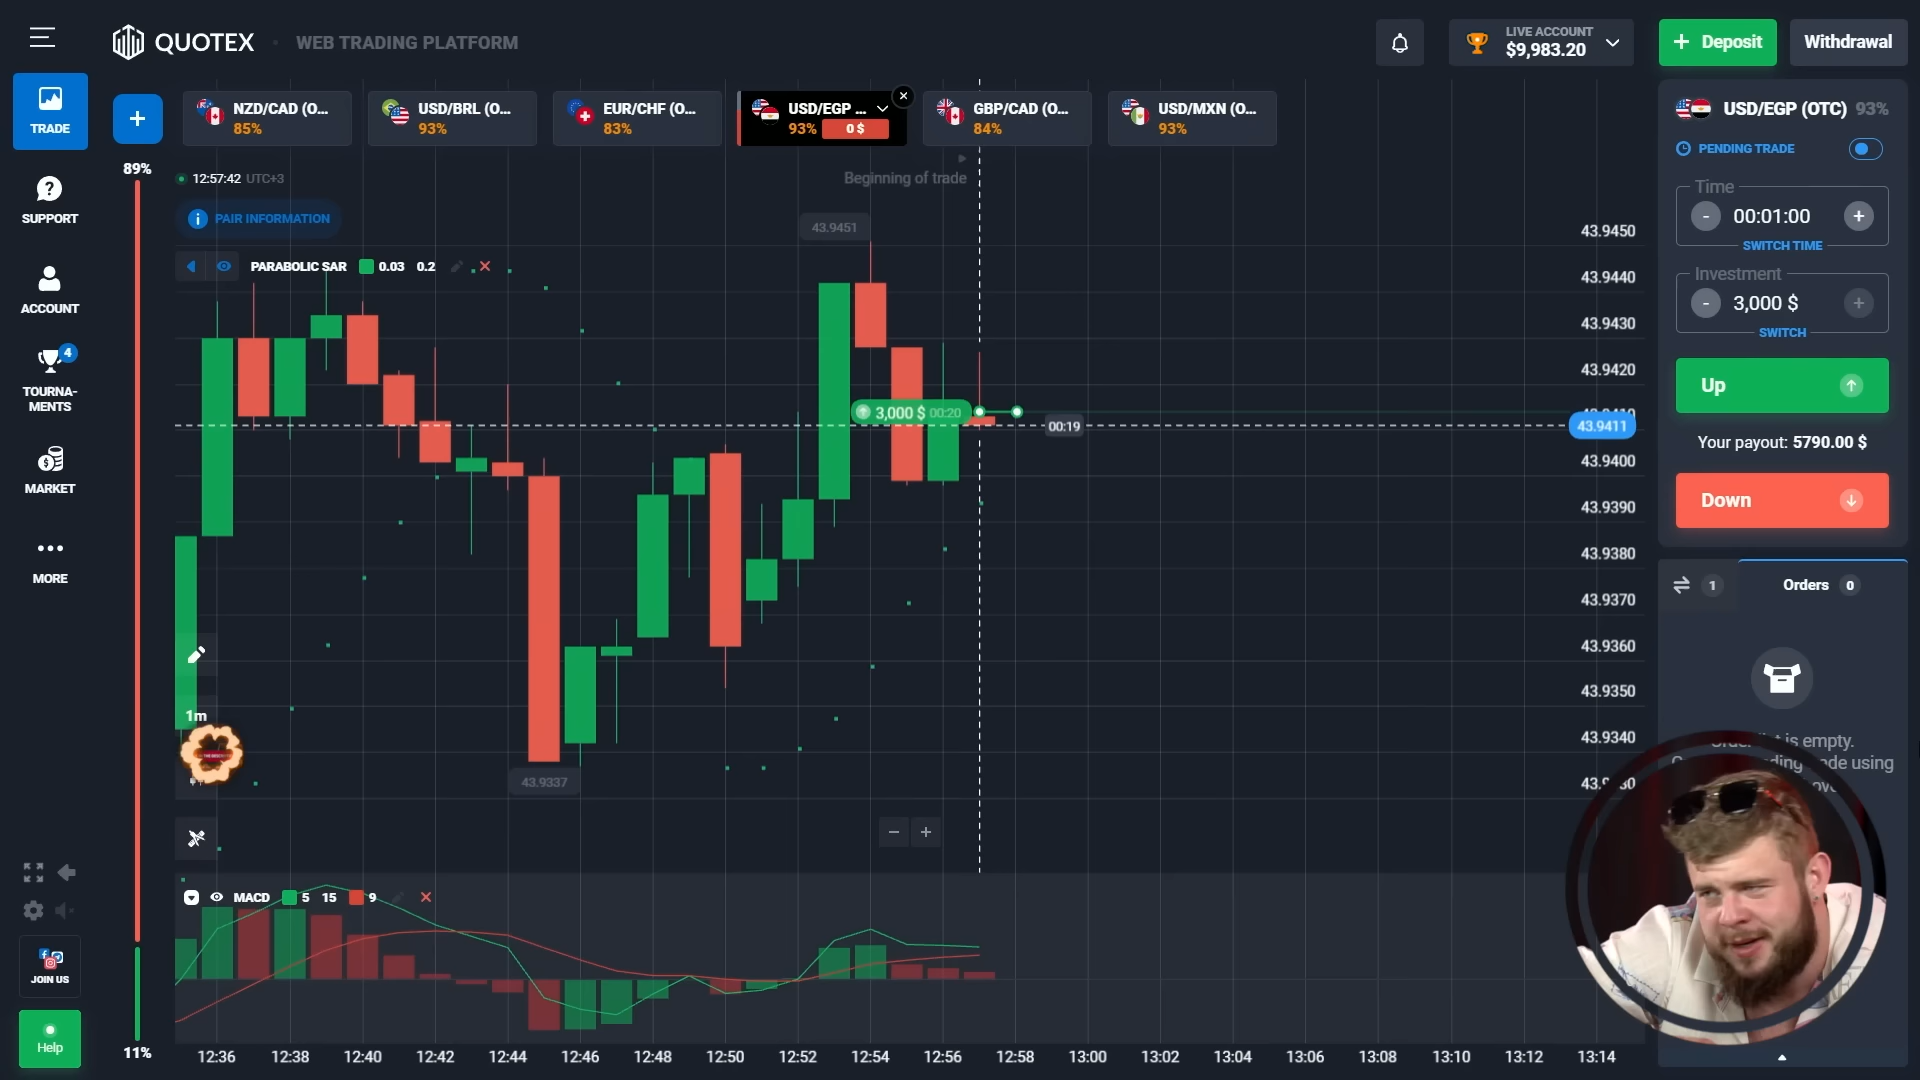 QUOTEX
WEB TRADING PLATFORM
LIVE ACCOUNT
$9,983.20
+ Deposit
Withdrawal
TRADE
SUPPORT
ACCOUNT
4
TOURNA-
MENTS
MARKET
MORE
JOIN US
Help
+
NZD/CAD (O...
85%
USD/BRL (O...
93%
EUR/CHF (O...
83%
USD/EGP ...
93% 0 $
GBP/CAD (O...
84%
USD/MXN (O...
93%
89%
11%
12:57:42 UTC+3
Beginning of trade
PAIR INFORMATION
PARABOLIC SAR 0.03 0.2
43.9451
43.9337
3,000 $ 00:20
00:19
1m
43.9450
43.9440
43.9430
43.9420
43.9411
43.9400
43.9390
43.9380
43.9370
43.9360
43.9350
43.9340
MACD 5 15 9
12:36 12:38 12:40 12:42 12:44 12:46 12:48 12:50 12:52 12:54 12:56 12:58 13:00 13:02 13:04 13:06 13:08 13:10 13:12 13:14
USD/EGP (OTC) 93%
PENDING TRADE
Time
- 00:01:00 +
SWITCH TIME
Investment
- 3,000 $ +
SWITCH
Up
Your payout: 5790.00 $
Down
1
Orders 0
is empty.
using